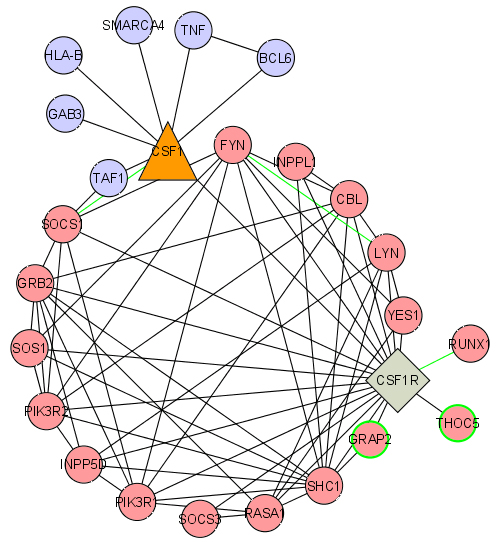 SMARCA4
TNF
HLA-B
BCL6
GAB3
CSF1
FYN
INPPL1
TAF1
CBL
SOCS1
LYN
GRB2
YES1
SOS1
RUNX1
CSF1R
PIK3R2
THOC5
GRAP2
INPP5D
SHC1
PIK3R1
SOCS3
RASA1